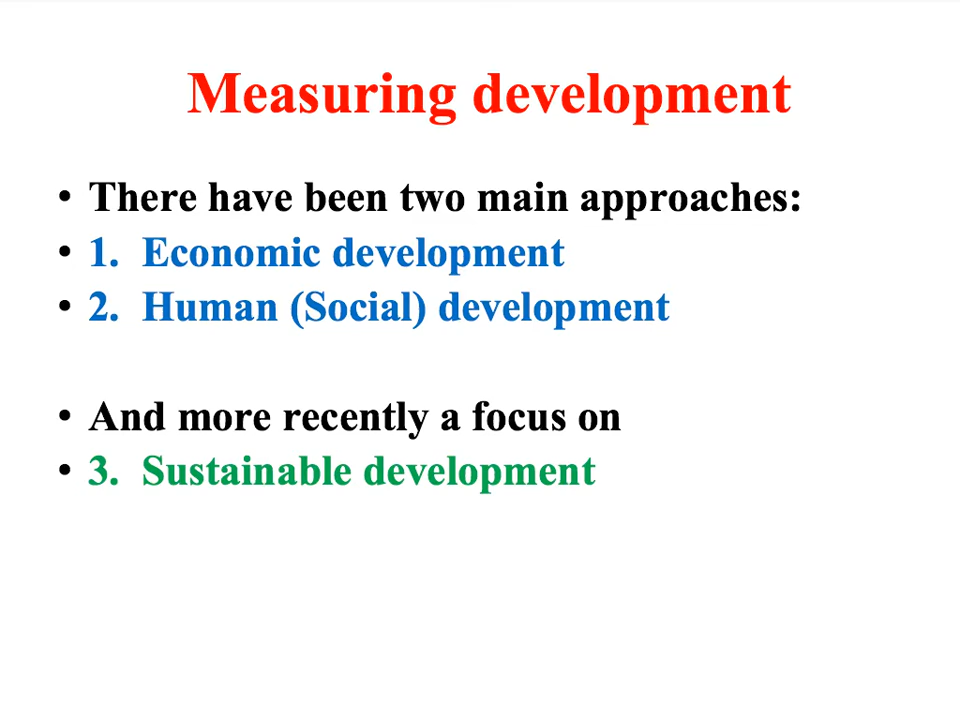 Measuring development
• There have been two main approaches:
• 1. Economic development
• 2. Human (Social) development
• And more recently a focus on
• 3. Sustainable development